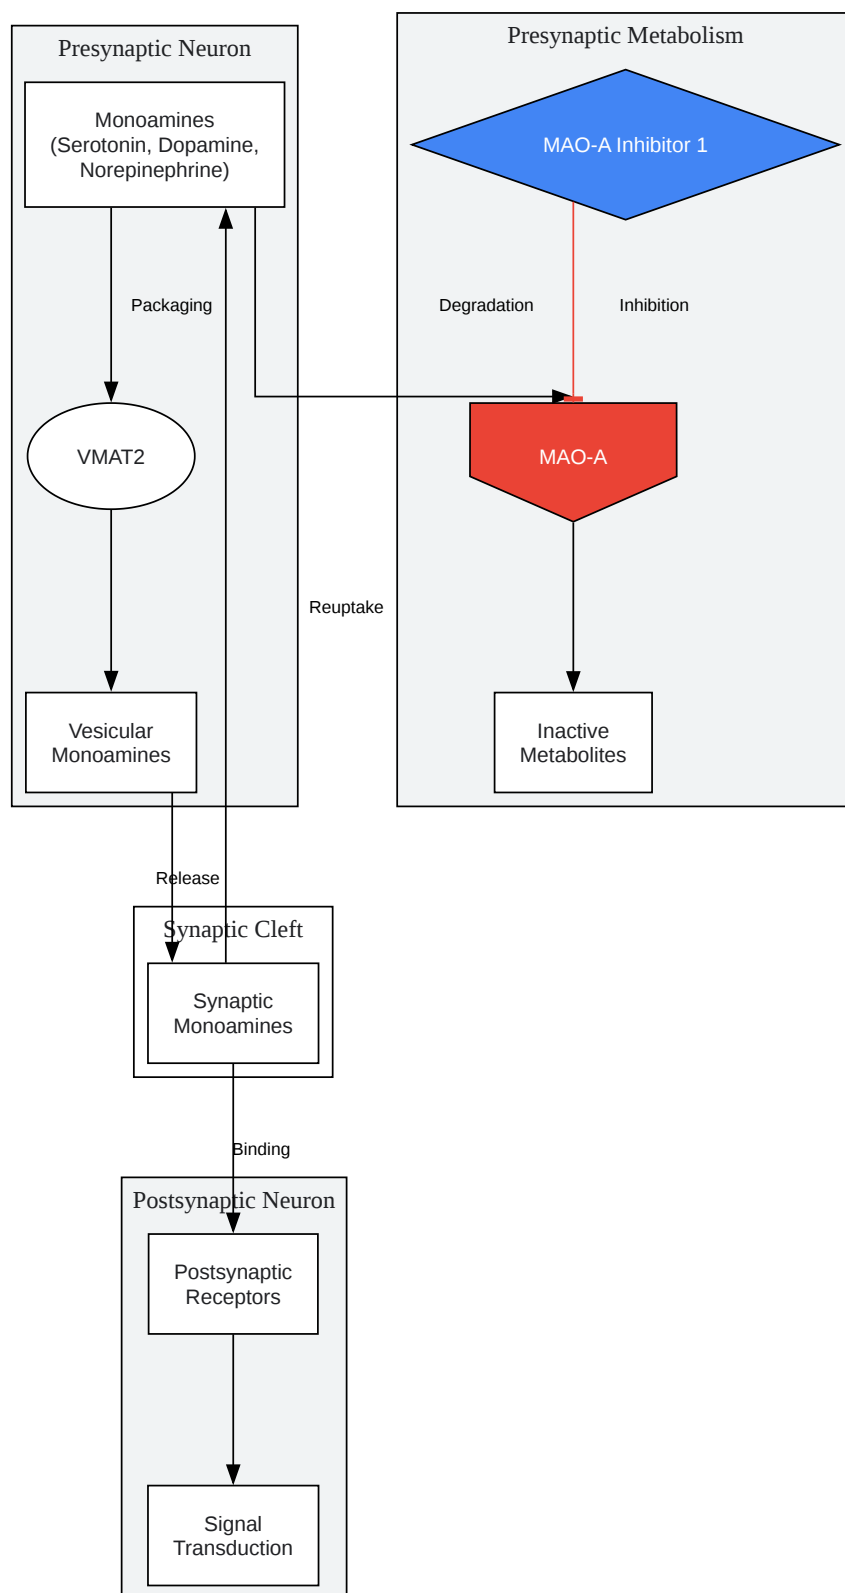 Presynaptic Neuron
Monoamines
(Serotonin, Dopamine,
Norepinephrine)
Packaging
VMAT2
Vesicular
Monoamines
Presynaptic Metabolism
MAO-A Inhibitor 1
Degradation
Inhibition
MAO-A
Inactive
Metabolites
Reuptake
Release
Synaptic Cleft
Synaptic
Monoamines
Binding
Postsynaptic Neuron
Postsynaptic
Receptors
Signal
Transduction